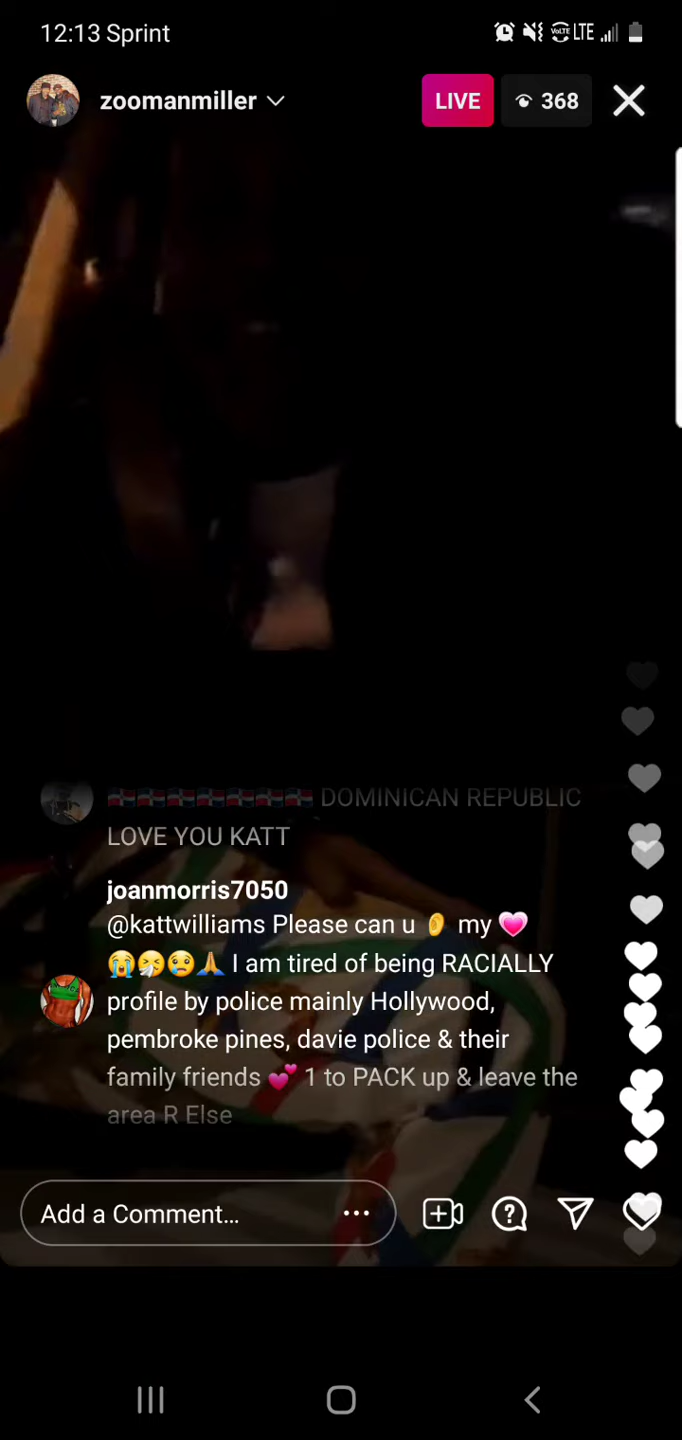 12:13 Sprint VoLTE LTE
zoomanmiller LIVE 368
🇩🇴🇩🇴🇩🇴🇩🇴🇩🇴🇩🇴🇩🇴 DOMINICAN REPUBLIC
LOVE YOU KATT
joanmorris7050
@kattwilliams Please can u 👂 my 💗
😭🤧😢🙏 I am tired of being RACIALLY
profile by police mainly Hollywood,
pembroke pines, davie police & their
family friends 💕 1 to PACK up & leave the
area R Else
Add a Comment...